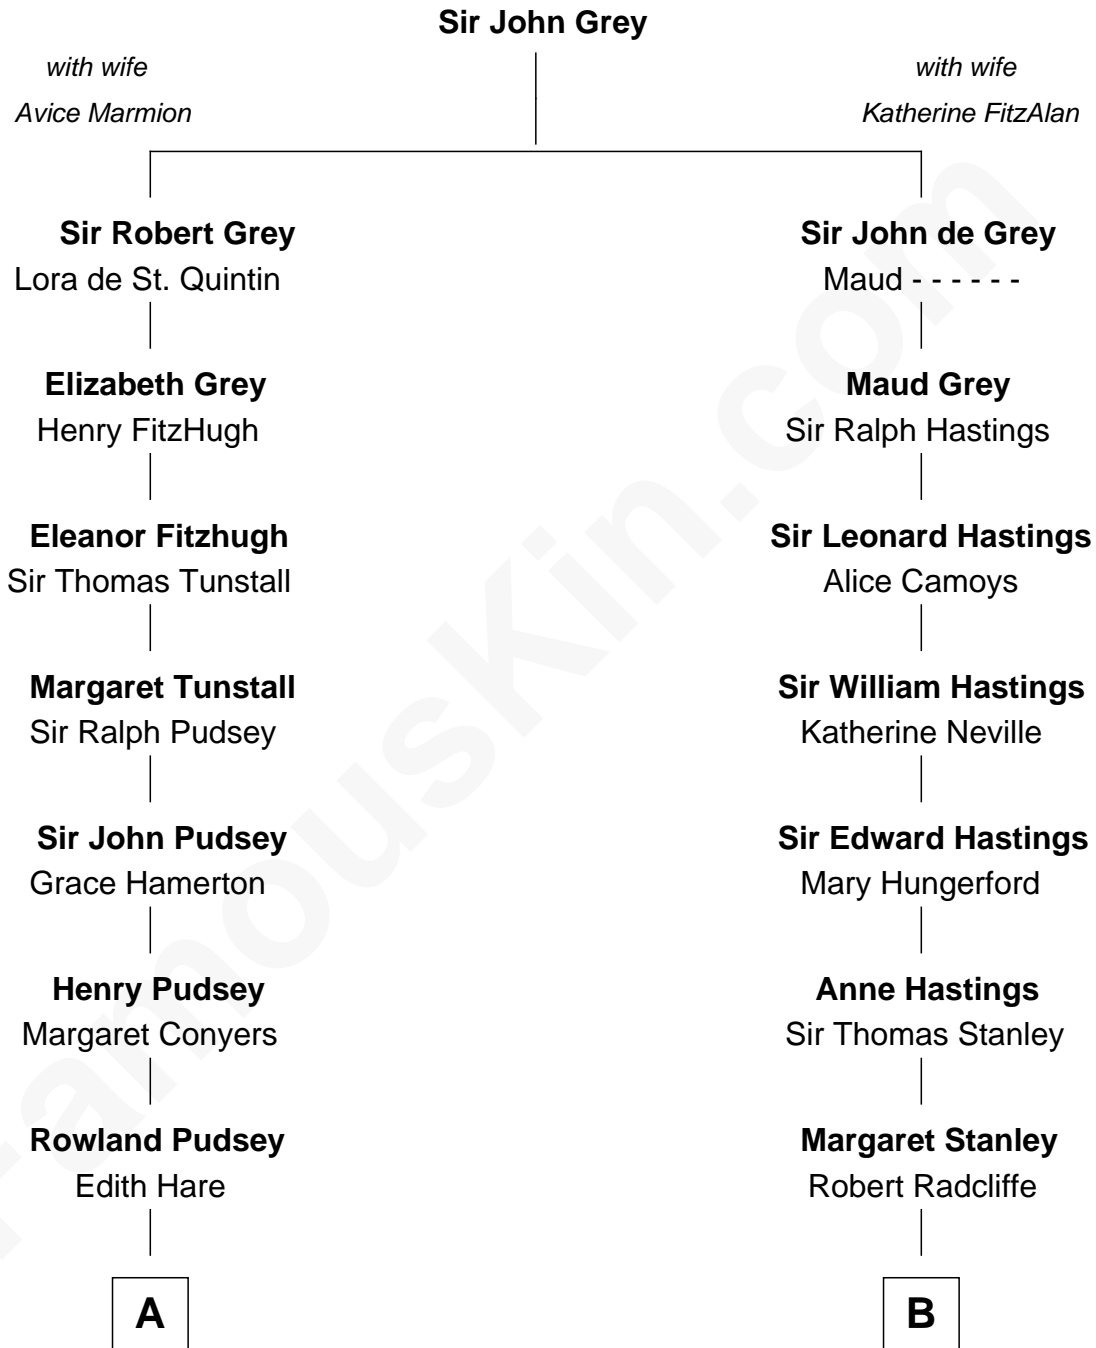 Sir John Grey
with wife
Avice Marmion
with wife
Katherine FitzAlan
Sir Robert Grey
Lora de St. Quintin
Sir John de Grey
Maud - - - - - -
Elizabeth Grey
Henry FitzHugh
Maud Grey
Sir Ralph Hastings
Eleanor Fitzhugh
Sir Thomas Tunstall
Sir Leonard Hastings
Alice Camoys
Margaret Tunstall
Sir Ralph Pudsey
Sir William Hastings
Katherine Neville
Sir John Pudsey
Grace Hamerton
Sir Edward Hastings
Mary Hungerford
Henry Pudsey
Margaret Conyers
Anne Hastings
Sir Thomas Stanley
Rowland Pudsey
Edith Hare
Margaret Stanley
Robert Radcliffe
A
B
FamousKin.com